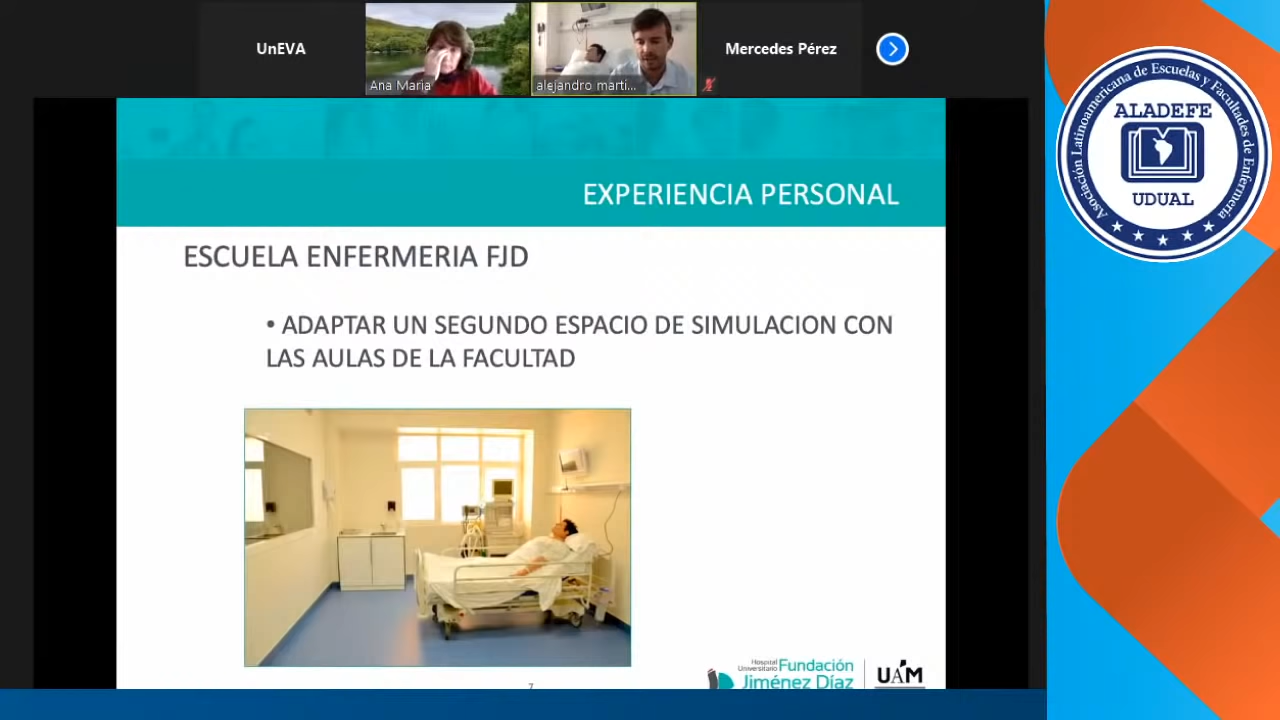 UnEVA
Ana Maria
alejandro marti...
Mercedes Pérez
EXPERIENCIA PERSONAL
ESCUELA ENFERMERIA FJD
• ADAPTAR UN SEGUNDO ESPACIO DE SIMULACION CON
LAS AULAS DE LA FACULTAD
7
Hospital
Universitario
Fundación
Jiménez Díaz
UAM
Asociación Latinoamericana de Escuelas y Facultades de Enfermería
ALADEFE
UDUAL